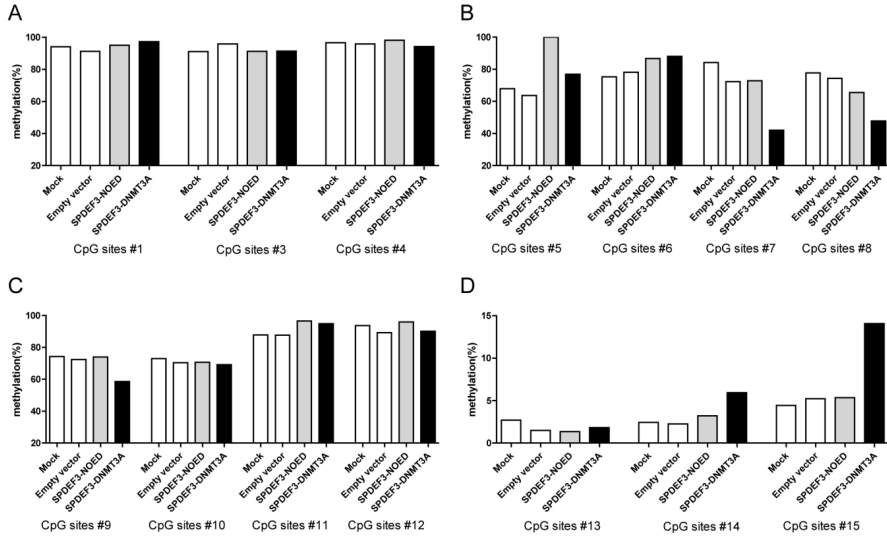 A
methylation(%)
100
80
60
40
20
Mock
Empty vector
SPDEF3-NOED
SPDEF3-DNMT3A
Mock
Empty vector
SPDEF3-NOED
SPDEF3-DNMT3A
Mock
Empty vector
SPDEF3-NOED
SPDEF3-DNMT3A
CpG sites #1
CpG sites #3
CpG sites #4
B
methylation(%)
100
80
60
40
20
Mock
Empty vector
SPDEF3-NOED
SPDEF3-DNMT3A
Mock
Empty vector
SPDEF3-NOED
SPDEF3-DNMT3A
Mock
Empty vector
SPDEF3-NOED
SPDEF3-DNMT3A
Mock
Empty vector
SPDEF3-NOED
SPDEF3-DNMT3A
CpG sites #5
CpG sites #6
CpG sites #7
CpG sites #8
C
methylation(%)
100
80
60
40
20
Mock
Empty vector
SPDEF3-NOED
SPDEF3-DNMT3A
Mock
Empty vector
SPDEF3-NOED
SPDEF3-DNMT3A
Mock
Empty vector
SPDEF3-NOED
SPDEF3-DNMT3A
Mock
Empty vector
SPDEF3-NOED
SPDEF3-DNMT3A
CpG sites #9
CpG sites #10
CpG sites #11
CpG sites #12
D
methylation(%)
15
10
5
0
Mock
Empty vector
SPDEF3-NOED
SPDEF3-DNMT3A
Mock
Empty vector
SPDEF3-NOED
SPDEF3-DNMT3A
Mock
Empty vector
SPDEF3-NOED
SPDEF3-DNMT3A
CpG sites #13
CpG sites #14
CpG sites #15